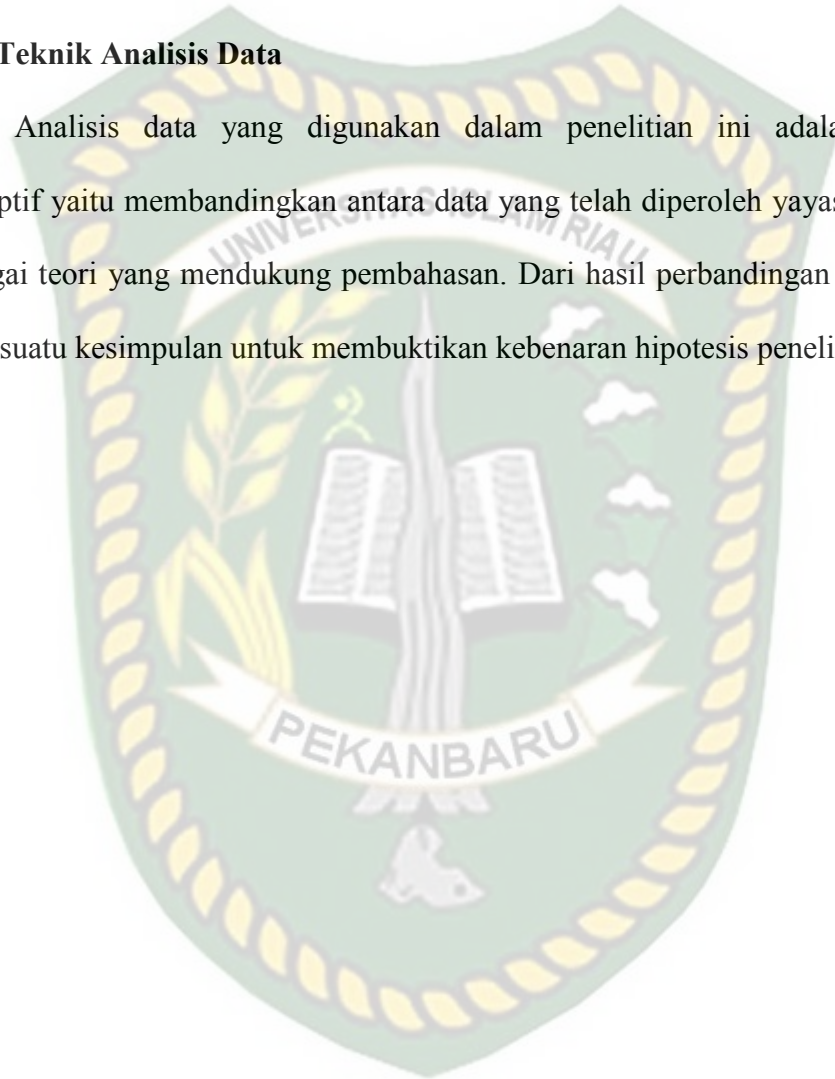 Teknik Analisis Data
Analisis data yang digunakan dalam penelitian ini adala
ptif yaitu membandingkan antara data yang telah diperoleh yayas
gai teori yang mendukung pembahasan. Dari hasil perbandingan
suatu kesimpulan untuk membuktikan kebenaran hipotesis peneli
UNIVERSITAS ISLAM RIAU
PEKANBARU